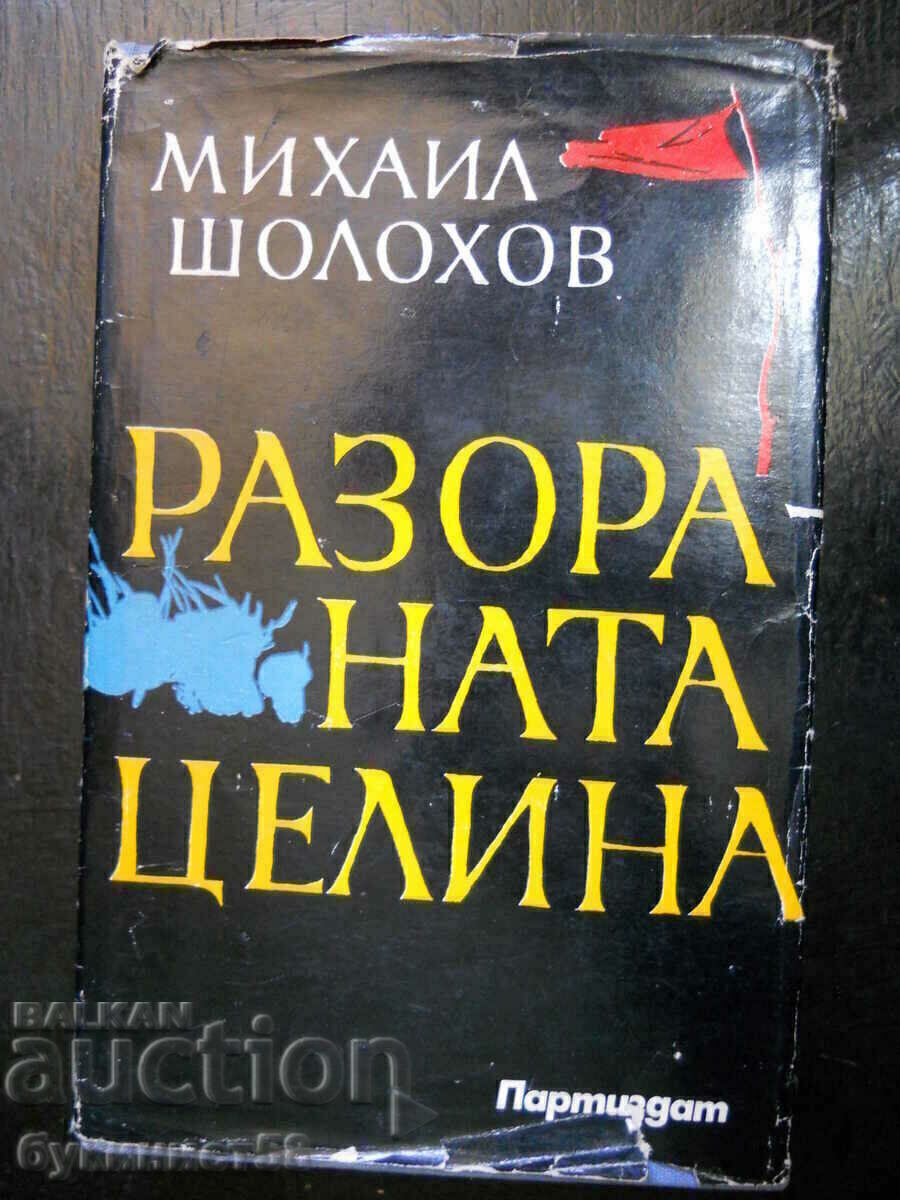 МИХАИЛ
ШОЛОХОВ
РАЗОРА
НАТА
ЦЕЛИНА
Партиздат
BALKAN
auction